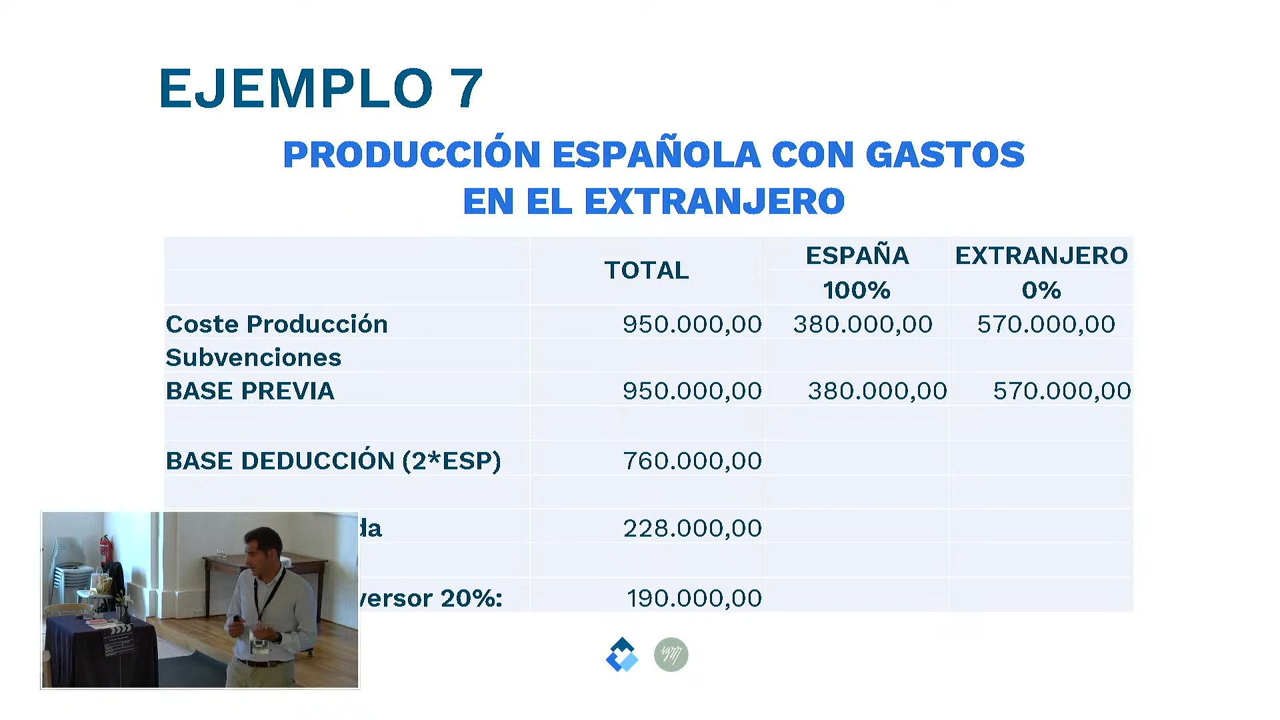 EJEMPLO 7
PRODUCCIÓN ESPAÑOLA CON GASTOS
EN EL EXTRANJERO
TOTAL ESPAÑA EXTRANJERO
100% 0%
Coste Producción 950.000,00 380.000,00 570.000,00
Subvenciones
BASE PREVIA 950.000,00 380.000,00 570.000,00
BASE DEDUCCIÓN (2*ESP) 760.000,00
da 228.000,00
versor 20%: 190.000,00